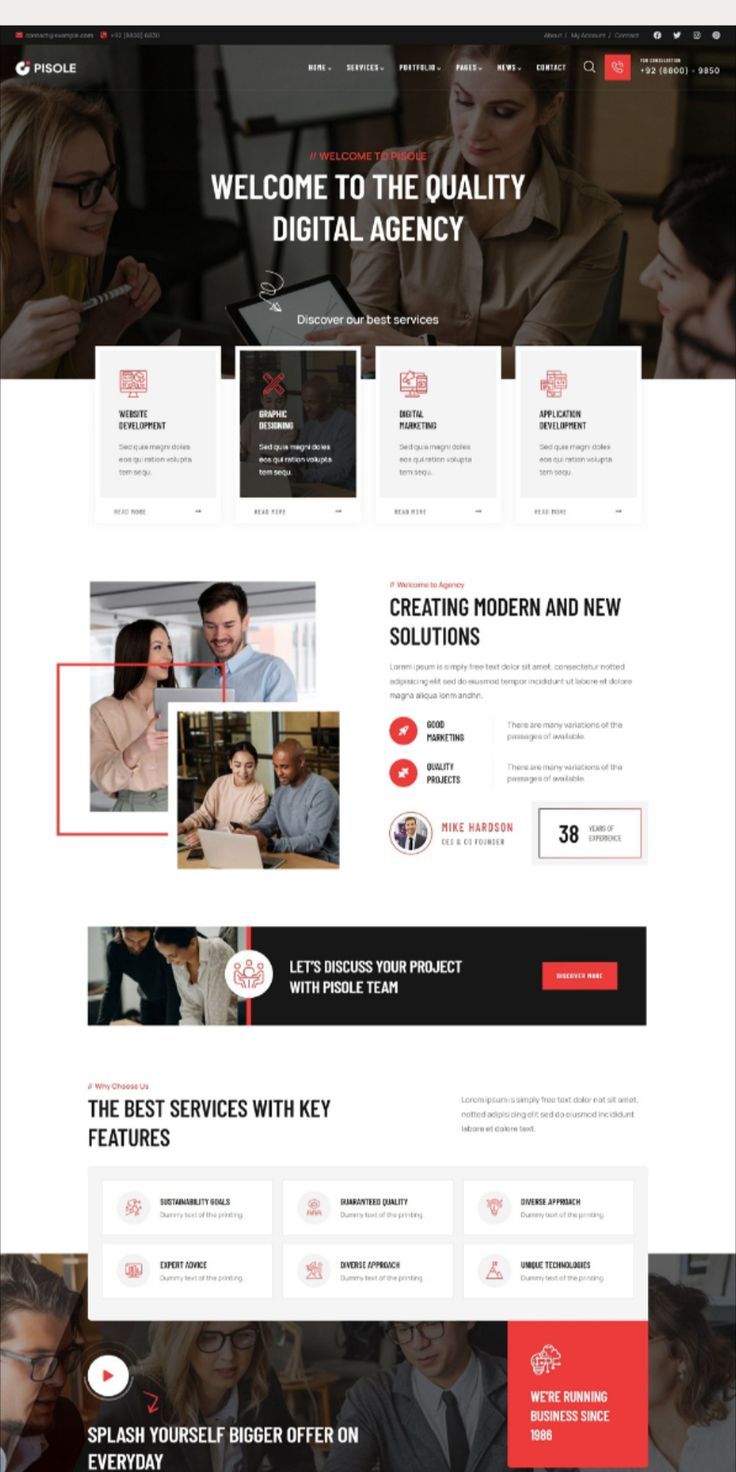 contact@example.com +92 (8800) 6830
About / My Account / Contact
PISOLE
HOME SERVICES PORTFOLIO PAGES NEWS CONTACT
FOR CONSULTATION
+92 (8800) - 9850
// WELCOME TO PISOLE
WELCOME TO THE QUALITY
DIGITAL AGENCY
Discover our best services
WEBSITE
DEVELOPMENT
Sed quia magni doles
eos qui ration volupta
tem sequ.
READ MORE
GRAPHIC
DESIGNING
Sed quia magni doles
eos qui ration volupta
tem sequ.
READ MORE
DIGITAL
MARKETING
Sed quia magni doles
eos qui ration volupta
tem sequ.
READ MORE
APPLICATION
DEVELOPMENT
Sed quia magni doles
eos qui ration volupta
tem sequ.
READ MORE
// Welcome to Agency
CREATING MODERN AND NEW
SOLUTIONS
Lorem ipsum is simply free text dolor sit amet, consectetur notted
adipisicing elit sed do eiusmod tempor incididunt ut labore et dolore
magna aliqua lonm andhn.
GOOD
MARKETING
There are many variations of the
passages of available.
QUALITY
PROJECTS
There are many variations of the
passages of available.
MIKE HARDSON
CEO & CO FOUNDER
38
YEARS OF
EXPERIENCE
LET'S DISCUSS YOUR PROJECT
WITH PISOLE TEAM
DISCOVER MORE
// Why Choose Us
THE BEST SERVICES WITH KEY
FEATURES
Lorem ipsum is simply free text dolor not sit amet,
notted adipisicing elit sed do eiusmod incididunt
labore et dolore text.
SUSTAINABILITY GOALS
Dummy text of the printing.
GUARANTEED QUALITY
Dummy text of the printing.
DIVERSE APPROACH
Dummy text of the printing.
EXPERT ADVICE
Dummy text of the printing.
DIVERSE APPROACH
Dummy text of the printing.
UNIQUE TECHNOLOGIES
Dummy text of the printing.
WE'RE RUNNING
BUSINESS SINCE
1986
SPLASH YOURSELF BIGGER OFFER ON
EVERYDAY